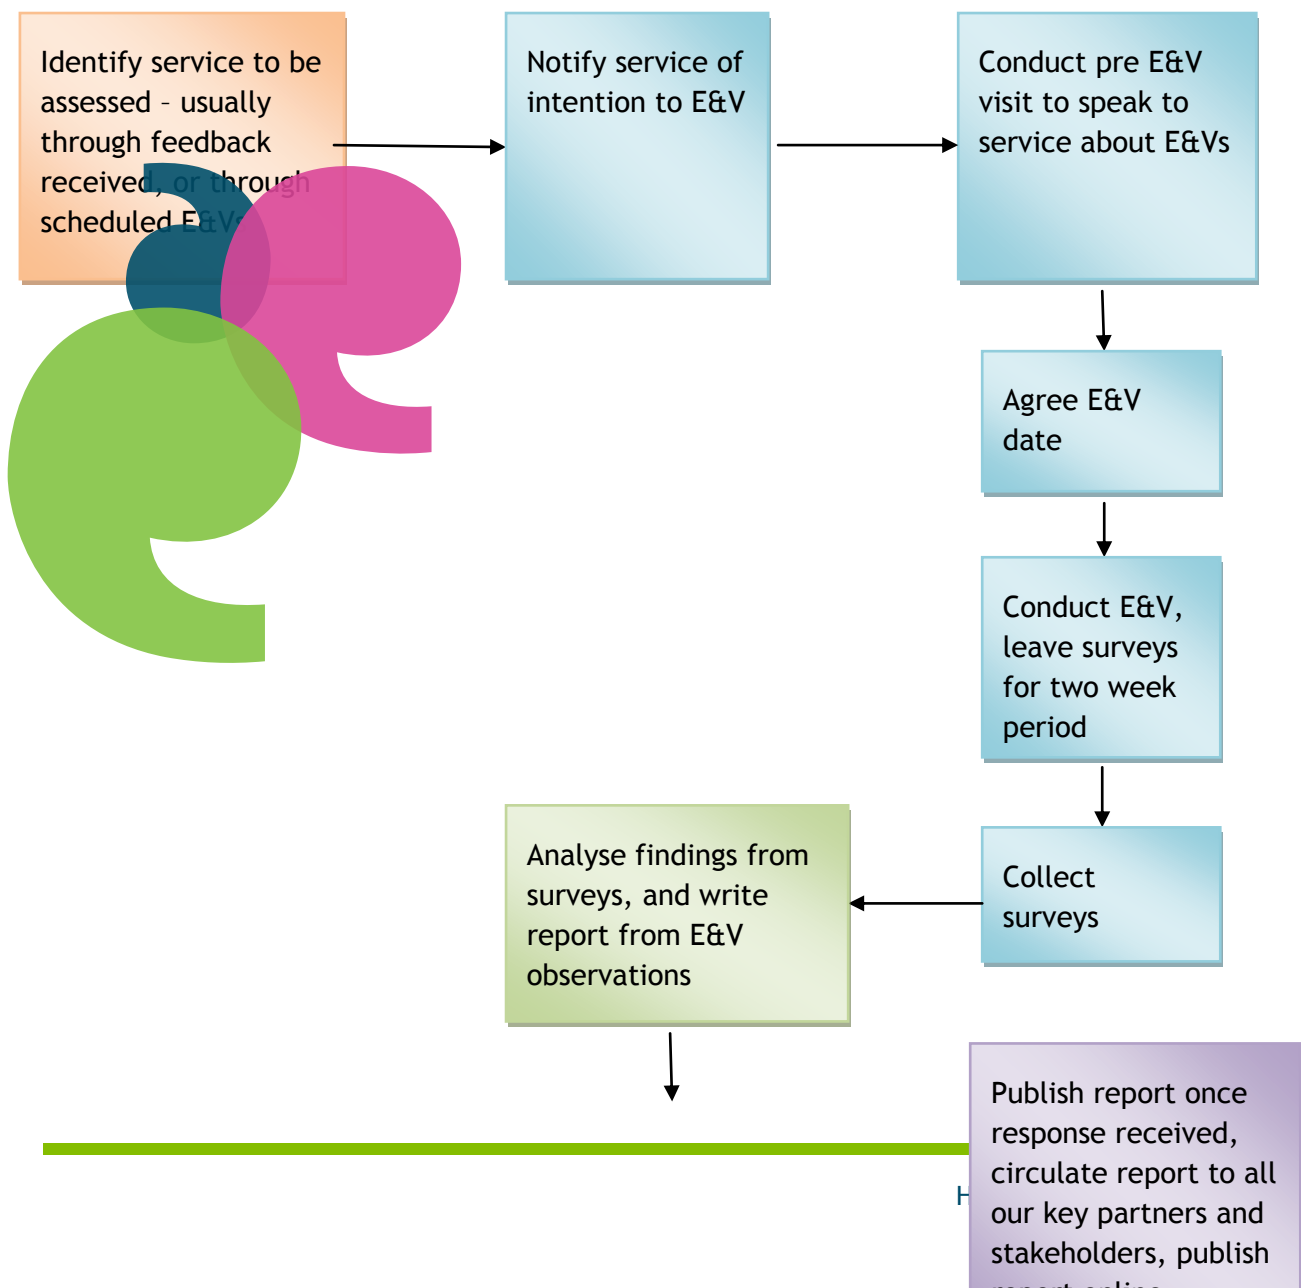 Identify service to be
assessed – usually
through feedback
received, or through
scheduled E&Vs
Notify service of
intention to E&V
Conduct pre E&V
visit to speak to
service about E&Vs
Agree E&V
date
Conduct E&V,
leave surveys
for two week
period
Collect
surveys
Analyse findings from
surveys, and write
report from E&V
observations
Publish report once
response received,
circulate report to all
our key partners and
stakeholders, publish
report online
H